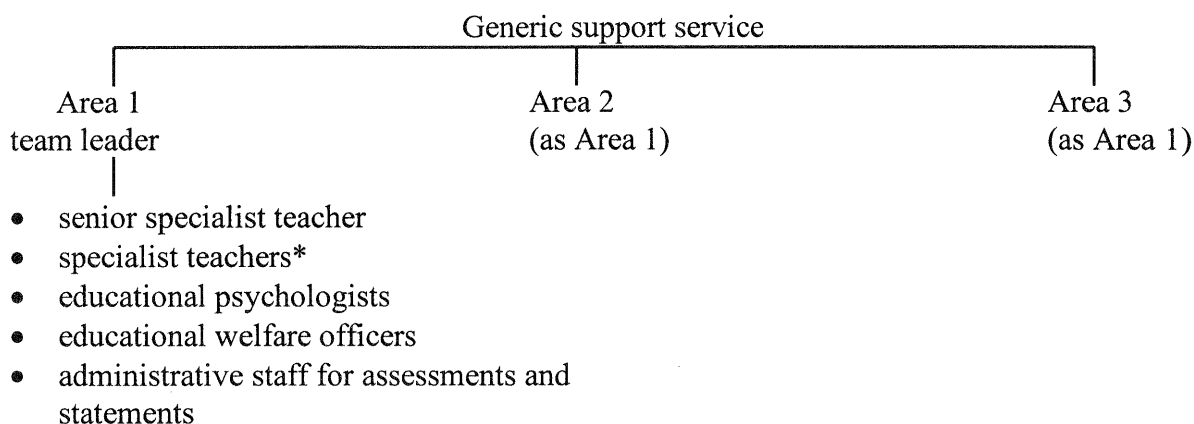 Generic support service
Area 1
team leader
Area 2
(as Area 1)
Area 3
(as Area 1)
• senior specialist teacher
• specialist teachers*
• educational psychologists
• educational welfare officers
• administrative staff for assessments and
statements